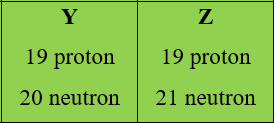 Y Z
19 proton 19 proton
20 neutron 21 neutron